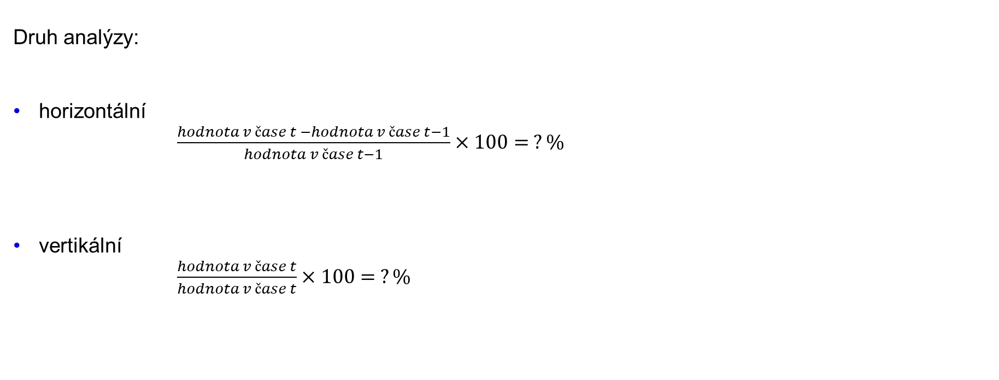 Druh analýzy:
• horizontální
hodnota v čase t −hodnota v čase t−1
hodnota v čase t−1
× 100 = ? %
• vertikální
hodnota v čase t
hodnota v čase t
× 100 = ? %